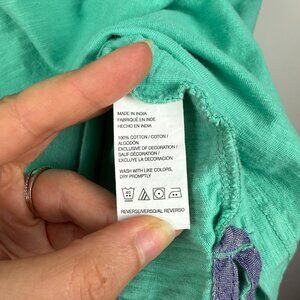 MADE IN INDIA
FABRIQUÉ EN INDE
HECHO EN INDIA
100% COTTON / COTON /
ALGODÓN
EXCLUSIVE OF DECORATION /
SAUF DÉCORATION /
EXCLUYE LA DECORACIÓN
WASH WITH LIKE COLORS,
DRY PROMPTLY
REVERSE/VERSO/AL REVERSO